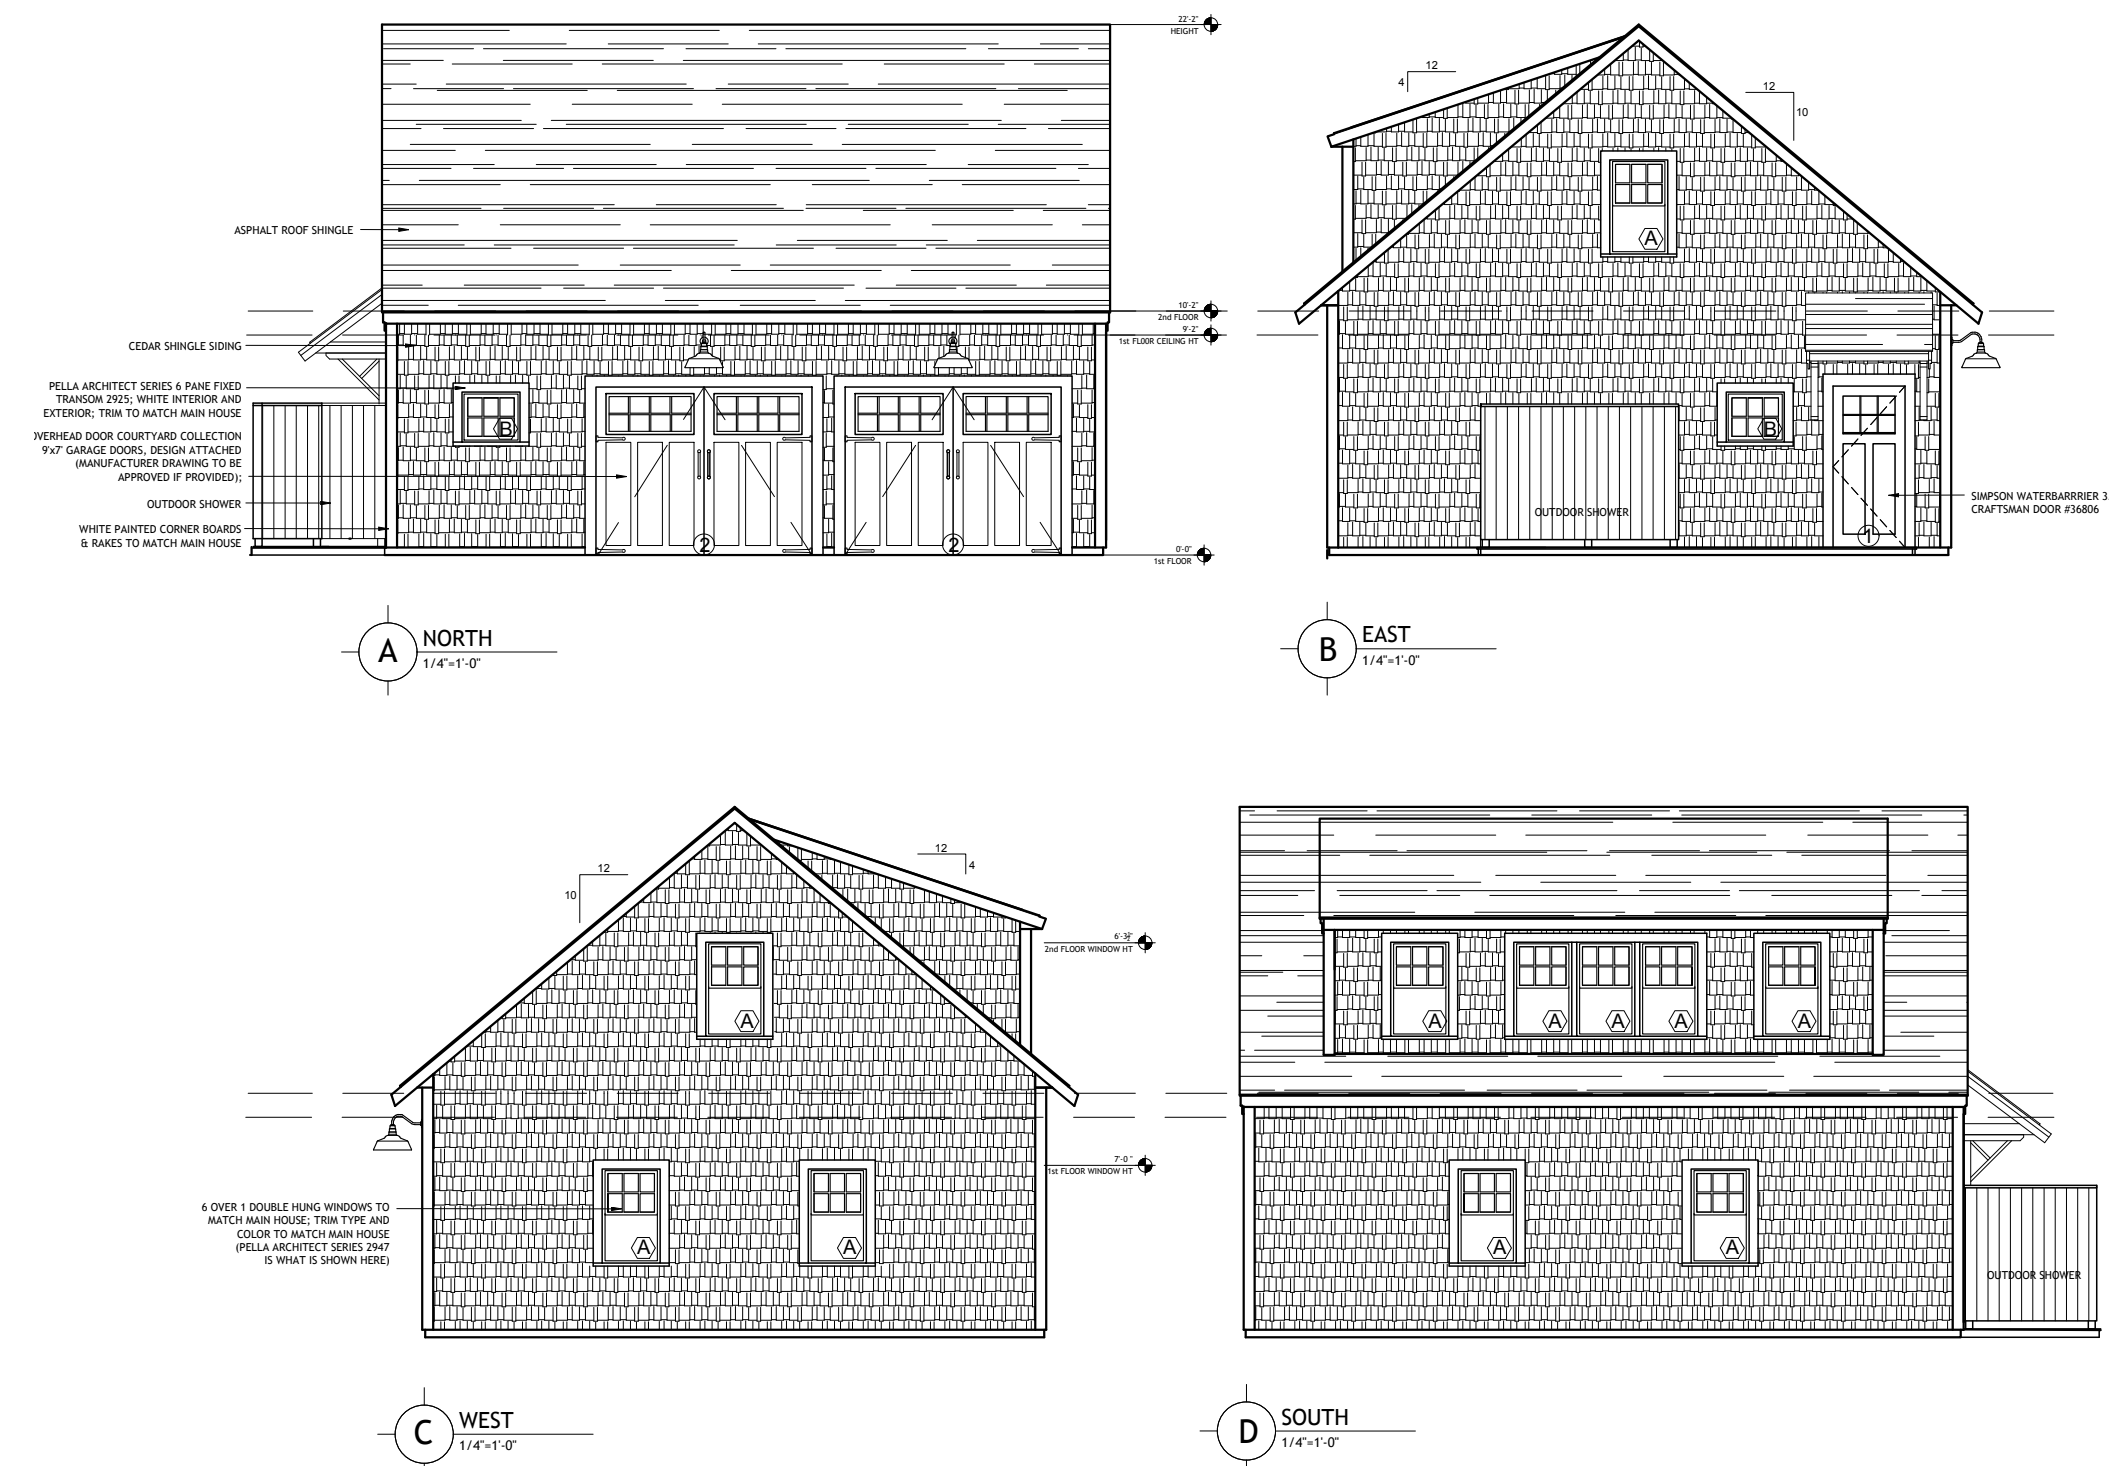 22'-2"
HEIGHT
ASPHALT ROOF SHINGLE
10'-2"
2nd FLOOR
9'-2"
1st FLOOR CEILING HT
CEDAR SHINGLE SIDING
PELLA ARCHITECT SERIES 6 PANE FIXED
TRANSOM 2925; WHITE INTERIOR AND
EXTERIOR; TRIM TO MATCH MAIN HOUSE
OVERHEAD DOOR COURTYARD COLLECTION
9'x7' GARAGE DOORS, DESIGN ATTACHED
(MANUFACTURER DRAWING TO BE
APPROVED IF PROVIDED);
OUTDOOR SHOWER
WHITE PAINTED CORNER BOARDS
& RAKES TO MATCH MAIN HOUSE
B
2
2
0'-0"
1st FLOOR
A
NORTH
1/4"=1'-0"
12
4
12
10
A
B
OUTDOOR SHOWER
1
SIMPSON WATERBARRRIER 3
CRAFTSMAN DOOR #36806
B
EAST
1/4"=1'-0"
12
10
12
4
A
6'-3½"
2nd FLOOR WINDOW HT
7'-0"
1st FLOOR WINDOW HT
6 OVER 1 DOUBLE HUNG WINDOWS TO
MATCH MAIN HOUSE; TRIM TYPE AND
COLOR TO MATCH MAIN HOUSE
(PELLA ARCHITECT SERIES 2947
IS WHAT IS SHOWN HERE)
A
A
C
WEST
1/4"=1'-0"
A
A
A
A
A
A
A
OUTDOOR SHOWER
D
SOUTH
1/4"=1'-0"